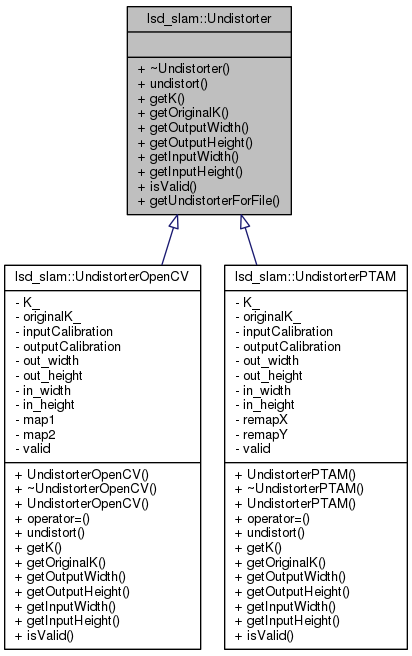 lsd_slam::Undistorter
+ ~Undistorter()
+ undistort()
+ getK()
+ getOriginalK()
+ getOutputWidth()
+ getOutputHeight()
+ getInputWidth()
+ getInputHeight()
+ isValid()
+ getUndistorterForFile()
lsd_slam::UndistorterOpenCV
- K_
- originalK_
- inputCalibration
- outputCalibration
- out_width
- out_height
- in_width
- in_height
- map1
- map2
- valid
+ UndistorterOpenCV()
+ ~UndistorterOpenCV()
+ UndistorterOpenCV()
+ operator=()
+ undistort()
+ getK()
+ getOriginalK()
+ getOutputWidth()
+ getOutputHeight()
+ getInputWidth()
+ getInputHeight()
+ isValid()
lsd_slam::UndistorterPTAM
- K_
- originalK_
- inputCalibration
- outputCalibration
- out_width
- out_height
- in_width
- in_height
- remapX
- remapY
- valid
+ UndistorterPTAM()
+ ~UndistorterPTAM()
+ UndistorterPTAM()
+ operator=()
+ undistort()
+ getK()
+ getOriginalK()
+ getOutputWidth()
+ getOutputHeight()
+ getInputWidth()
+ getInputHeight()
+ isValid()